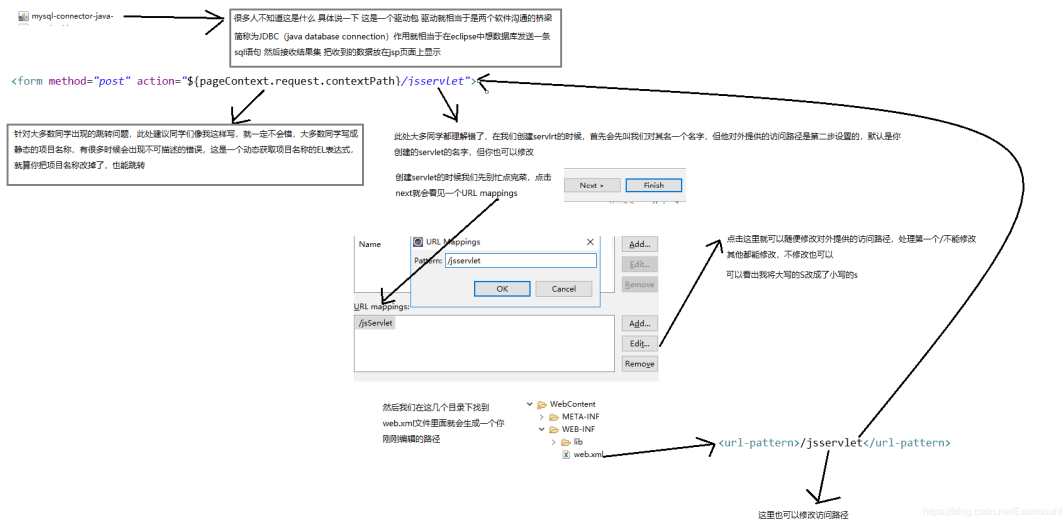 mysql-connector-java-
很多人不知道这是什么 具体说一下 这是一个驱动包 驱动就相当于是两个软件沟通的桥梁
简称为JDBC（java database connection）作用就相当于在eclipse中想数据库发送一条
sql语句 然后接收结果集 把收到的数据放在jsp页面上显示
<form method="post" action="${pageContext.request.contextPath}/jsservlet">
针对大多数同学出现的跳转问题，此处建议同学们像我这样写，就一定不会错，大多数同学写成
静态的项目名称，有很多时候会出现不可描述的错误，这是一个动态获取项目名称的EL表达式，
就算你把项目名称改掉了，也能跳转
此处大多同学都理解错了，在我们创建servlrt的时候，首先会先叫我们对其名一个名字，但他对外提供的访问路径是第二步设置的，默认是你
创建的servlet的名字，但你也可以修改
创建servlet的时候我们先别忙点完菜，点击
next就会看见一个URL mappings
Next >
Finish
Name
URL Mappings
Pattern:
/jsservlet
OK
Cancel
Add...
Edit...
Remove
URL mappings:
/jsServlet
Add...
Edit...
Remove
点击这里就可以随便修改对外提供的访问路径，处理第一个/不能修改
其他都能修改，不修改也可以
可以看出我将大写的S改成了小写的s
然后我们在这几个目录下找到
web.xml文件里面就会生成一个你
刚刚编辑的路径
WebContent
META-INF
WEB-INF
lib
web.xml
<url-pattern>/jsservlet</url-pattern>
这里也可以修改访问路径